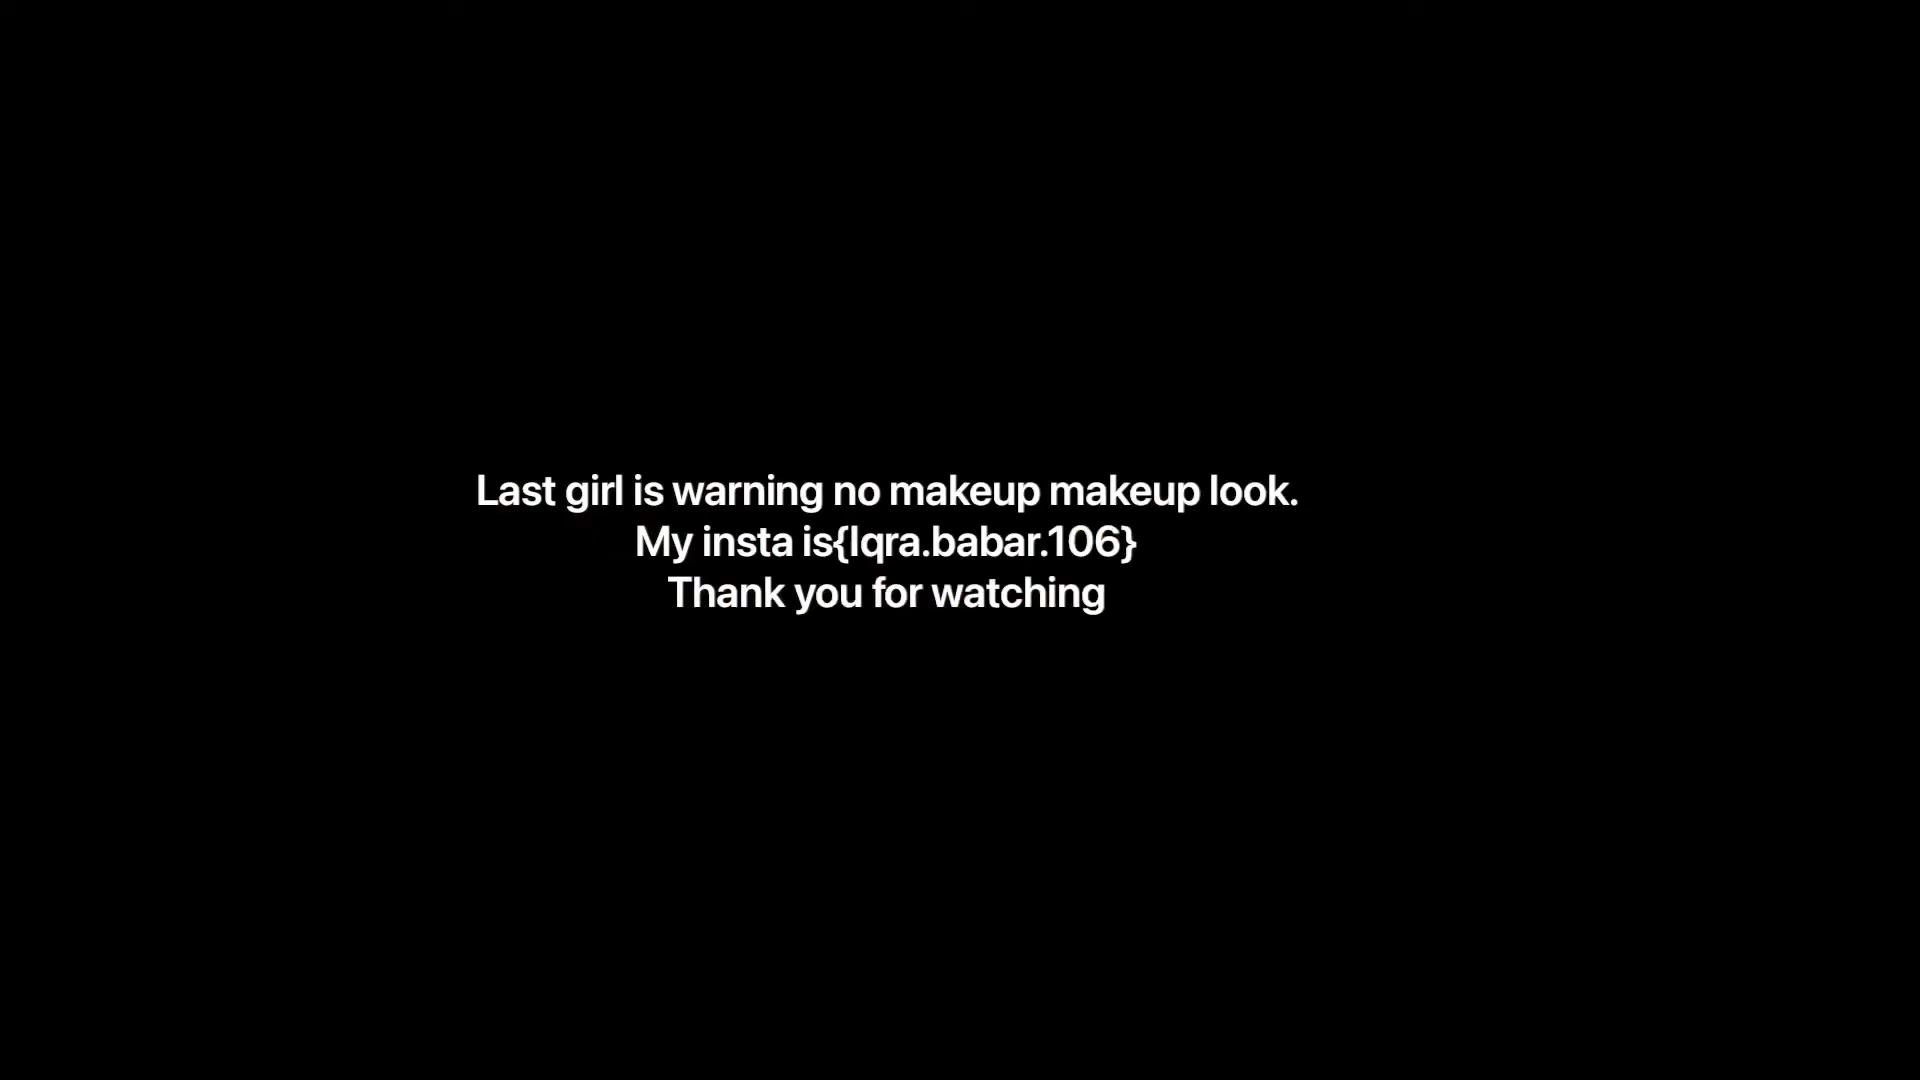 Last girl is warning no makeup makeup look.
My insta is{Iqra.babar.106}
Thank you for watching